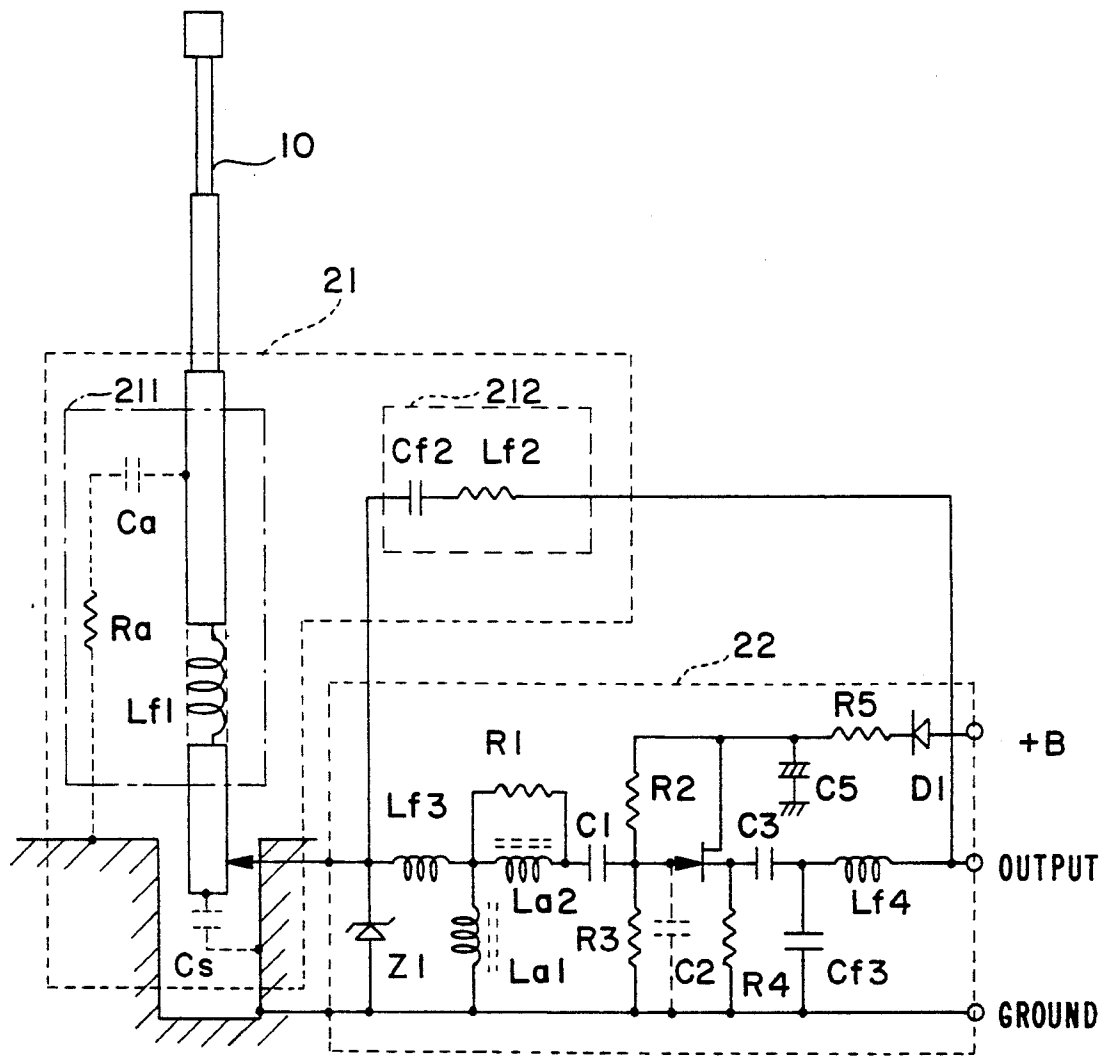 10
21
211
212
Cf2 Lf2
Ca
Ra
22
Lf1
R5
R1
+B
R2
C5
D1
Lf3
C1
C3
OUTPUT
La2
Lf4
R3
Cs
Z1
La1
C2
R4
Cf3
GROUND